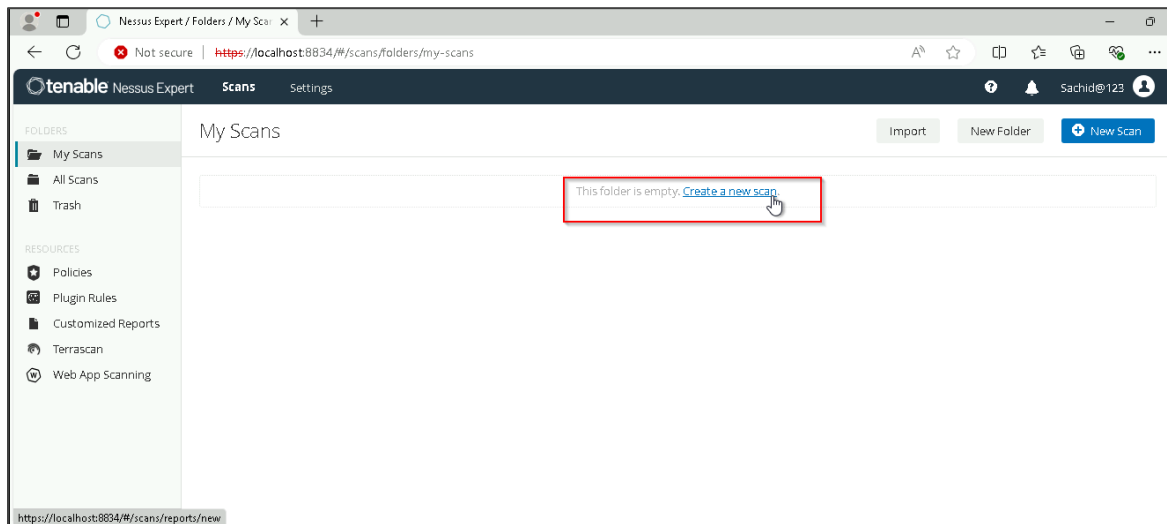 Nessus Expert / Folders / My Scar
Not secure | https://localhost:8834/#/scans/folders/my-scans
tenable Nessus Expert Scans Settings Sachid@123
FOLDERS
My Scans
All Scans
Trash
RESOURCES
Policies
Plugin Rules
Customized Reports
Terrascan
Web App Scanning
My Scans
Import New Folder New Scan
This folder is empty. Create a new scan.
https://localhost:8834/#/scans/reports/new